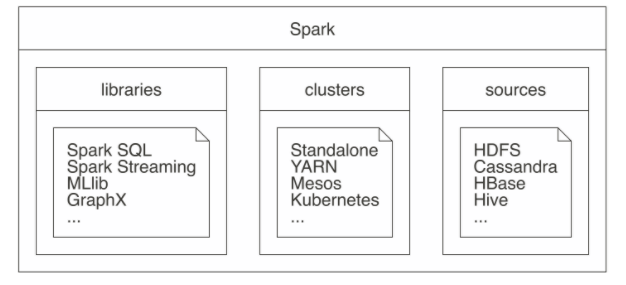 Spark
libraries
Spark SQL
Spark Streaming
MLlib
GraphX
...
clusters
Standalone
YARN
Mesos
Kubernetes
...
sources
HDFS
Cassandra
HBase
Hive
...